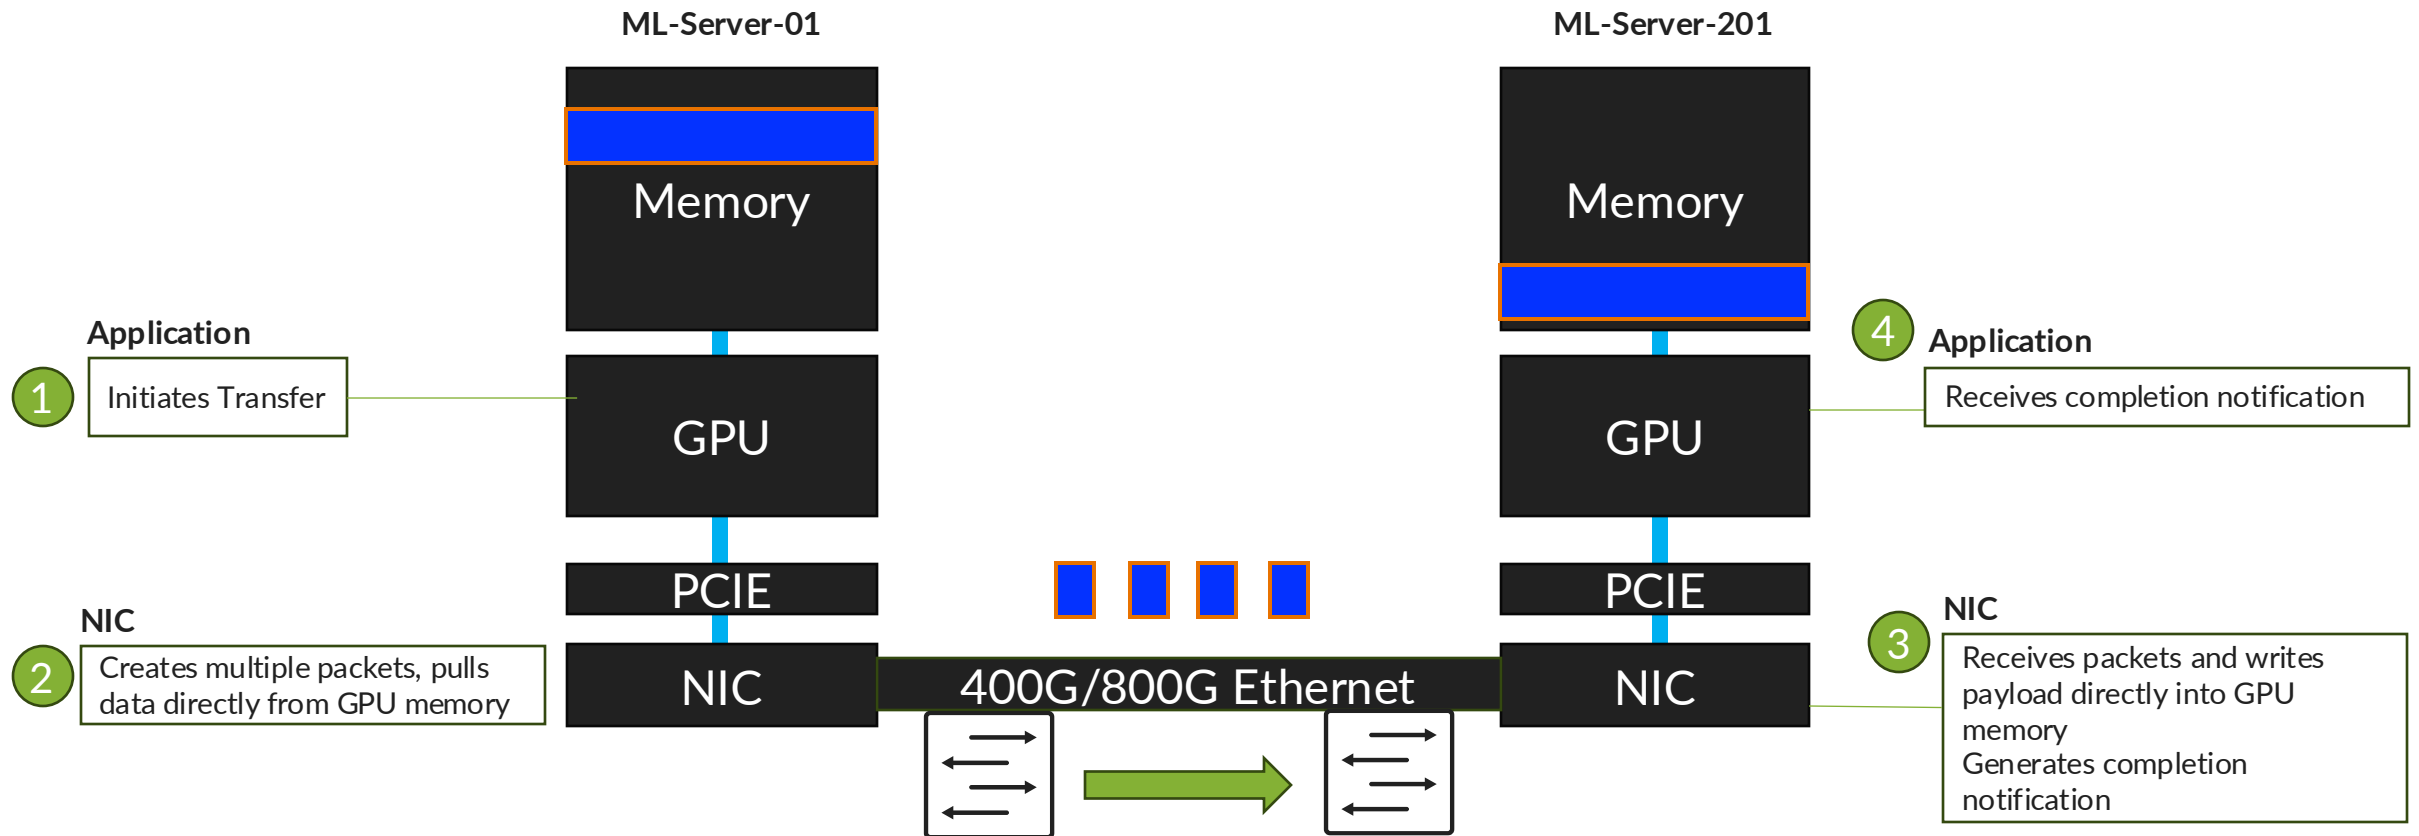 ML-Server-01
ML-Server-201
Memory
Memory
Application
1
Initiates Transfer
GPU
GPU
4
Application
Receives completion notification
PCIE
PCIE
NIC
2
Creates multiple packets, pulls
data directly from GPU memory
NIC
400G/800G Ethernet
NIC
NIC
3
Receives packets and writes
payload directly into GPU
memory
Generates completion
notification